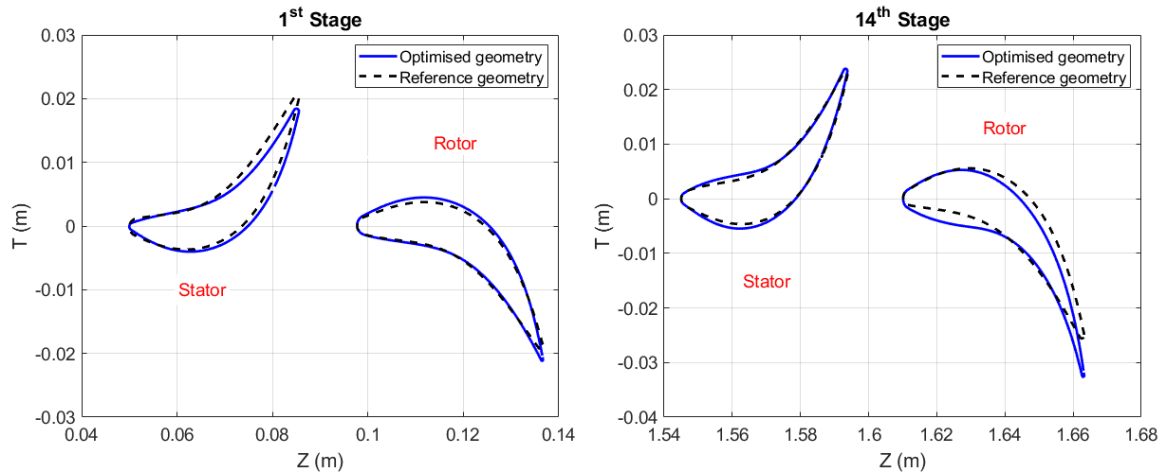 1st Stage
0.03
0.02
0.01
0
-0.01
-0.02
-0.03
T (m)
Optimised geometry
Reference geometry
Rotor
Stator
0.04
0.06
0.08
0.1
0.12
0.14
Z (m)
14th Stage
0.03
0.02
0.01
0
-0.01
-0.02
-0.03
-0.04
T (m)
Optimised geometry
Reference geometry
Rotor
Stator
1.54
1.56
1.58
1.6
1.62
1.64
1.66
1.68
Z (m)